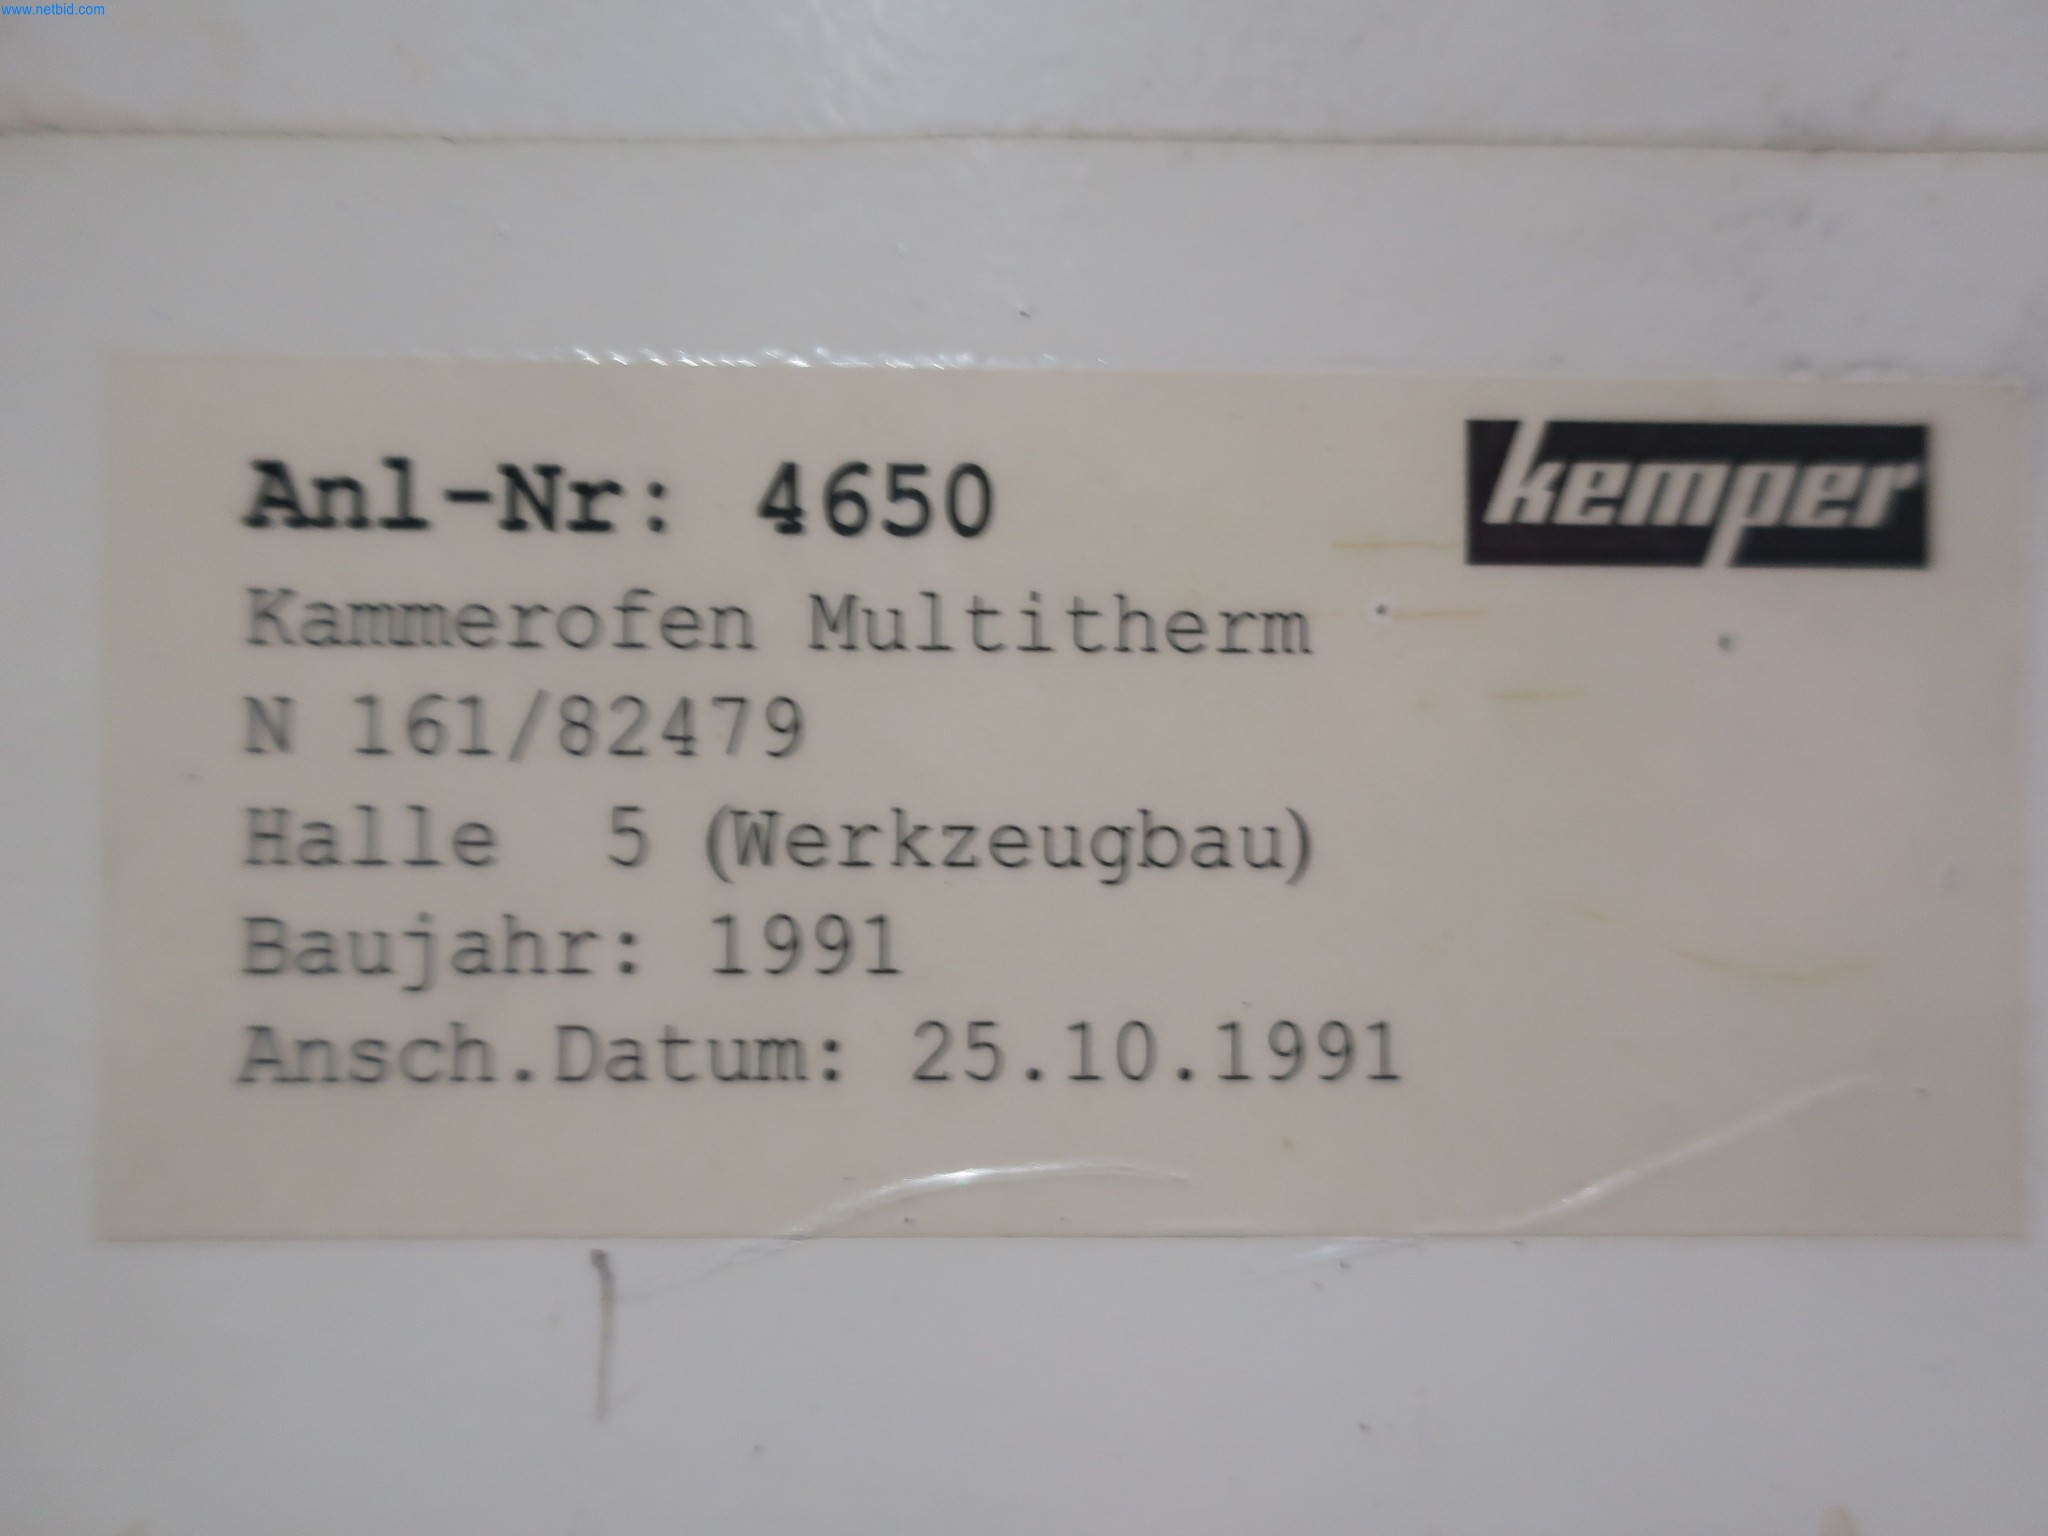 www.netbid.com
kemper
Anl-Nr: 4650
Kammerofen Multitherm
N 161/82479
Halle  5 (Werkzeugbau)
Baujahr: 1991
Ansch.Datum: 25.10.1991